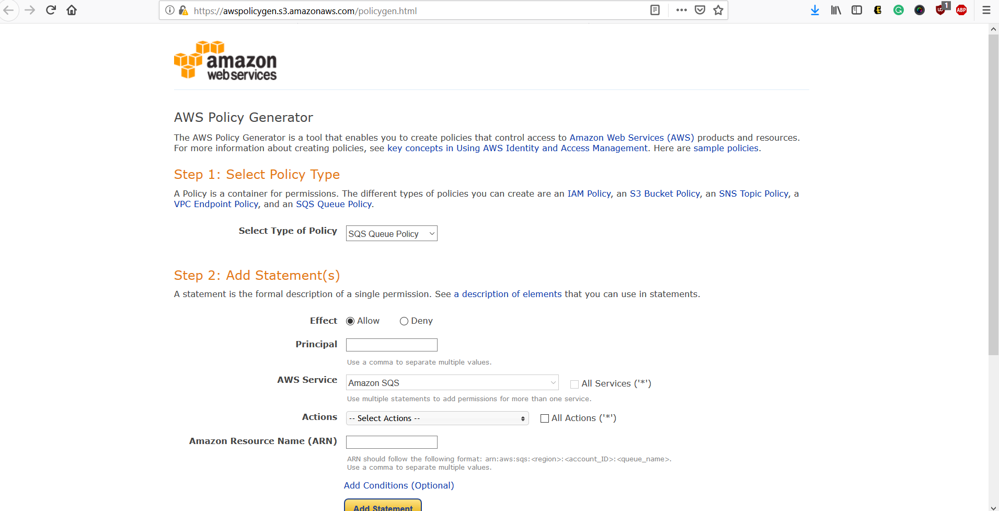 https://awspolicygen.s3.amazonaws.com/policygen.html
1
ABP
amazon
webservices
AWS Policy Generator
The AWS Policy Generator is a tool that enables you to create policies that control access to Amazon Web Services (AWS) products and resources.
For more information about creating policies, see key concepts in Using AWS Identity and Access Management. Here are sample policies.
Step 1: Select Policy Type
A Policy is a container for permissions. The different types of policies you can create are an IAM Policy, an S3 Bucket Policy, an SNS Topic Policy, a
VPC Endpoint Policy, and an SQS Queue Policy.
Select Type of Policy SQS Queue Policy
Step 2: Add Statement(s)
A statement is the formal description of a single permission. See a description of elements that you can use in statements.
Effect Allow Deny
Principal
Use a comma to separate multiple values.
AWS Service Amazon SQS All Services ('*')
Use multiple statements to add permissions for more than one service.
Actions -- Select Actions -- All Actions ('*')
Amazon Resource Name (ARN)
ARN should follow the following format: arn:aws:sqs:<region>:<account_ID>:<queue_name>.
Use a comma to separate multiple values.
Add Conditions (Optional)
Add Statement